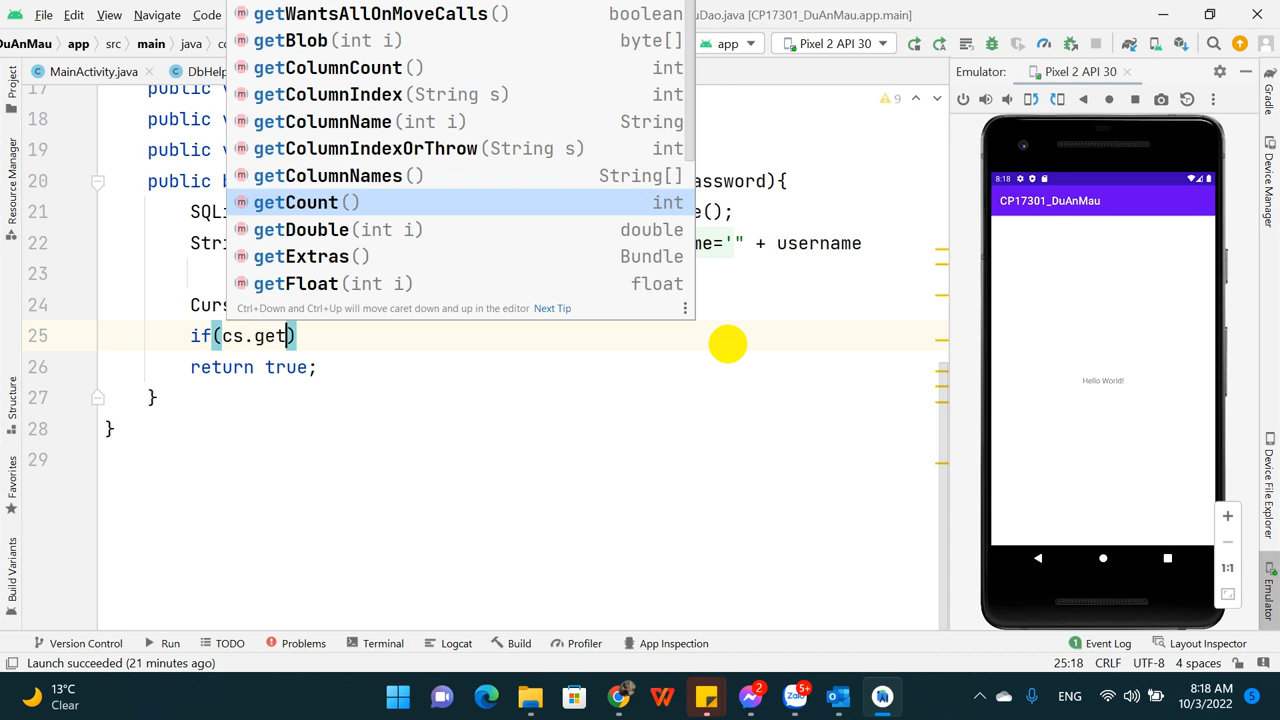 File Edit View Navigate Code uDao.java [CP17301_DuAnMau.app.main]
DuAnMau app src main java app Pixel 2 API 30
MainActivity.java DbHelp
Emulator: Pixel 2 API 30
getWantsAllOnMoveCalls() boolean
getBlob(int i) byte[]
getColumnCount() int
getColumnIndex(String s) int
getColumnName(int i) String
getColumnIndexOrThrow(String s) int
getColumnNames() String[]
getCount() int
getDouble(int i) double
getExtras() Bundle
getFloat(int i) float
Ctrl+Down and Ctrl+Up will move caret down and up in the editor Next Tip
9
17 public v
18 public v
19 public v
20 public b assword){
21 SQLi e();
22 Stri me='" + username
23
24 Curs
25 if(cs.get)
26 return true;
27 }
28 }
29
Project
Resource Manager
Structure
Favorites
Build Variants
8:18
CP17301_DuAnMau
Hello World!
1:1
Gradle
Device Manager
Device File Explorer
Emulator
Version Control Run TODO Problems Terminal Logcat Build Profiler App Inspection 1 Event Log Layout Inspector
Launch succeeded (21 minutes ago) 25:18 CRLF UTF-8 4 spaces
13°C
Clear
2
5+
ENG
8:18 AM
10/3/2022
5